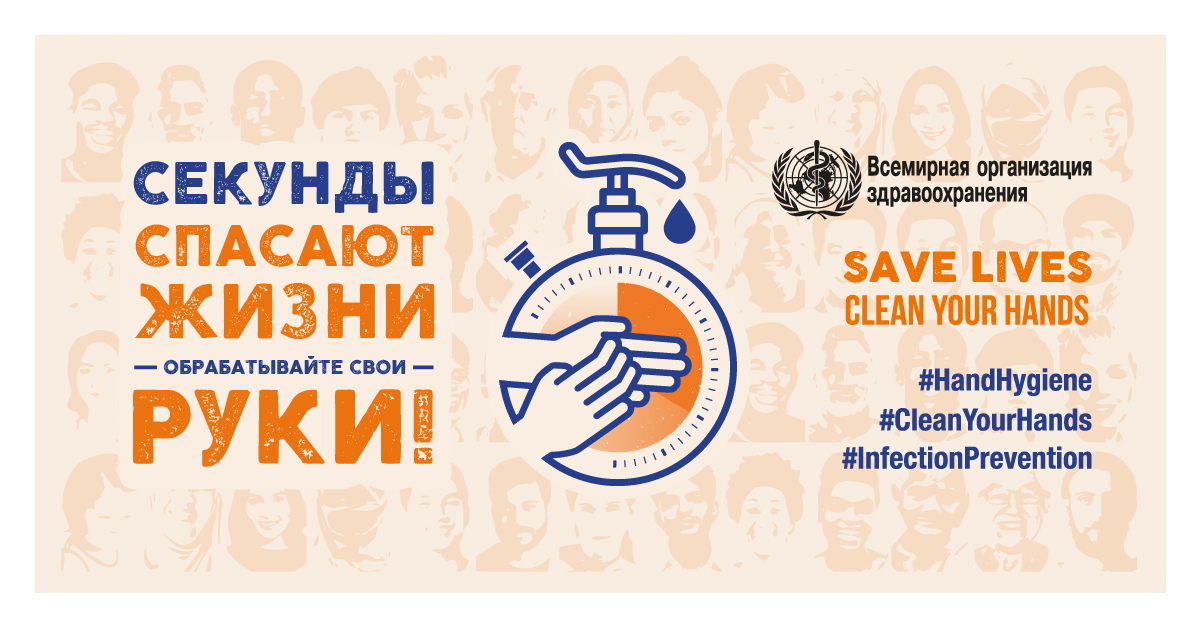 СЕКУНДЫ
СПАСАЮТ
ЖИЗНИ
ОБРАБАТЫВАЙТЕ СВОИ
РУКИ!
Всемирная организация
здравоохранения
SAVE LIVES
CLEAN YOUR HANDS
#HandHygiene
#CleanYourHands
#InfectionPrevention